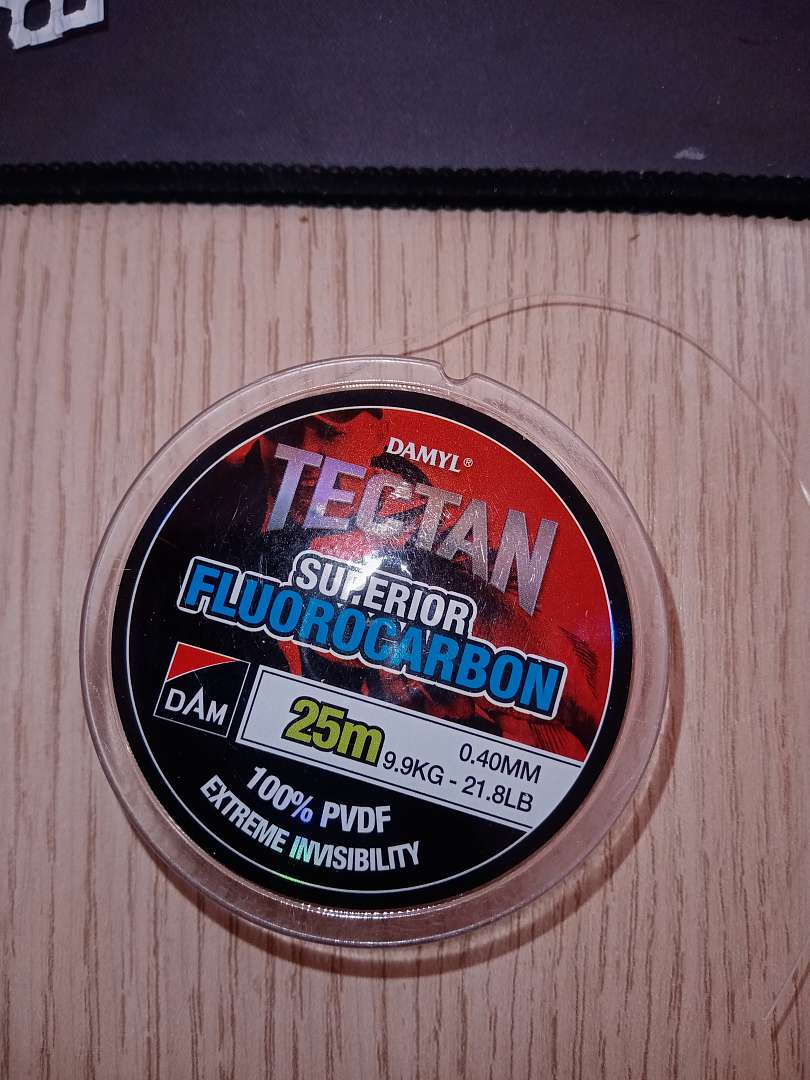 DAMYL®
TECTAN
SUPERIOR
FLUOROCARBON
DAM
25m
0.40MM
9.9KG - 21.8LB
100% PVDF
EXTREME INVISIBILITY